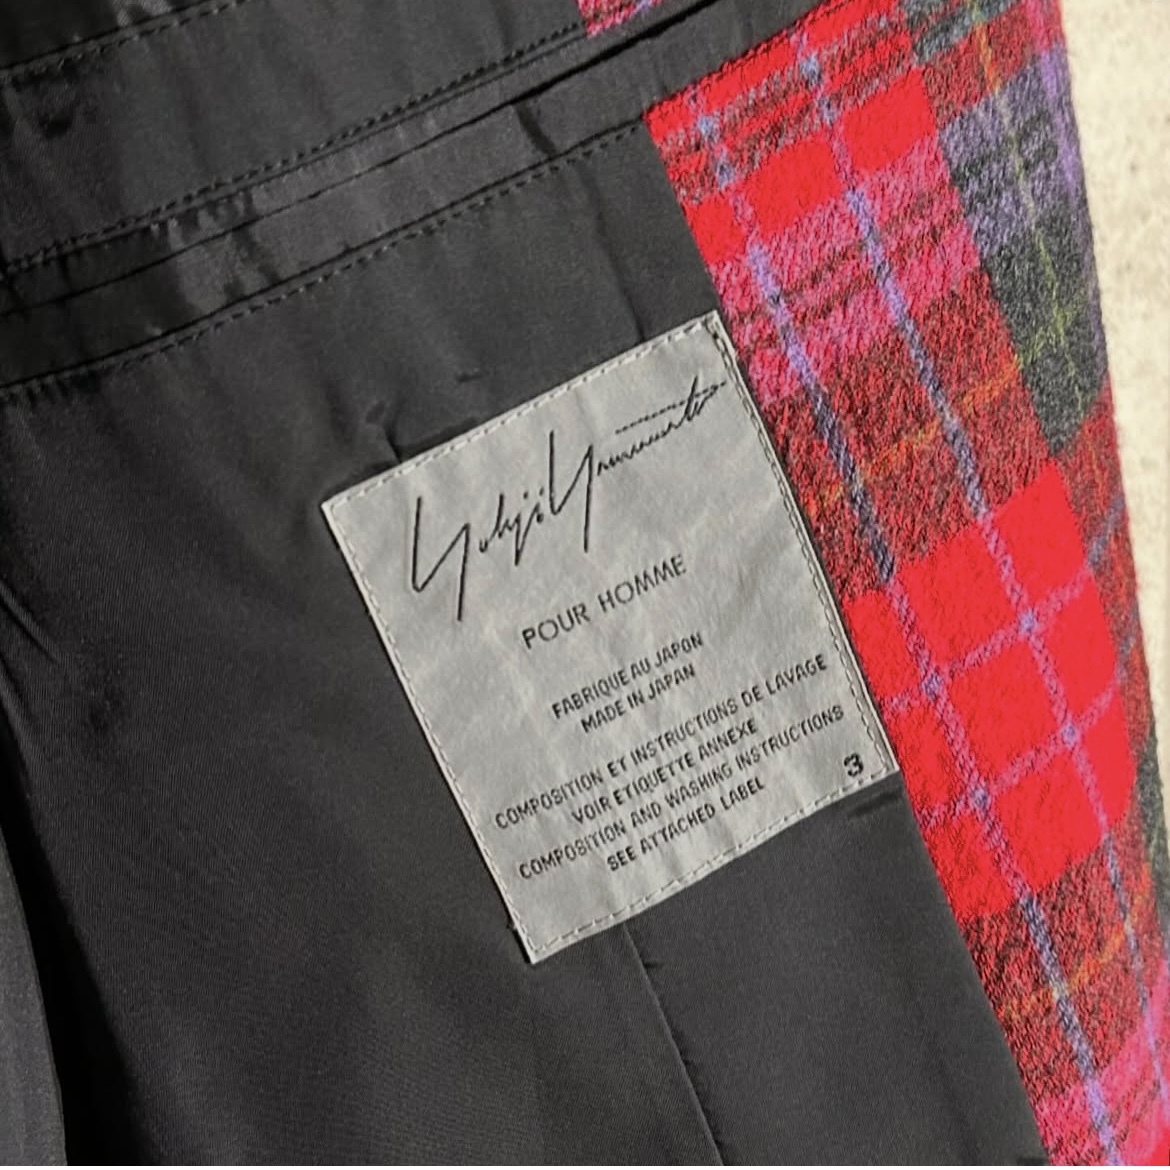 Yohji Yamamoto
POUR HOMME
FABRIQUE AU JAPON
MADE IN JAPAN
COMPOSITION ET INSTRUCTIONS DE LAVAGE
VOIR ETIQUETTE ANNEXE
COMPOSITION AND WASHING INSTRUCTIONS
SEE ATTACHED LABEL
3